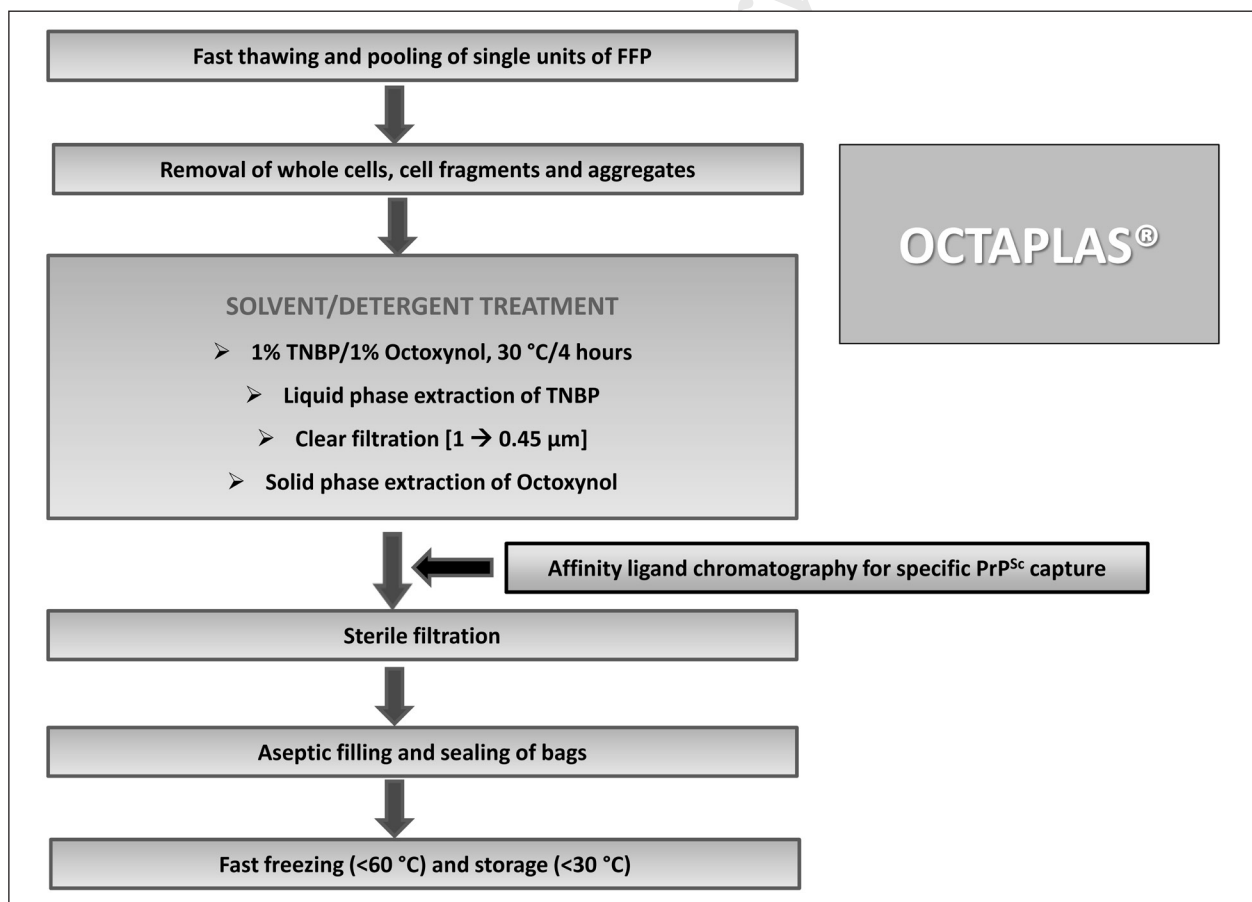 Fast thawing and pooling of single units of FFP
Removal of whole cells, cell fragments and aggregates
OCTAPLAS®
SOLVENT/DETERGENT TREATMENT
➢ 1% TNBP/1% Octoxynol, 30 °C/4 hours
➢ Liquid phase extraction of TNBP
➢ Clear filtration [1 → 0.45 µm]
➢ Solid phase extraction of Octoxynol
Affinity ligand chromatography for specific PrPSc capture
Sterile filtration
Aseptic filling and sealing of bags
Fast freezing (<60 °C) and storage (<30 °C)